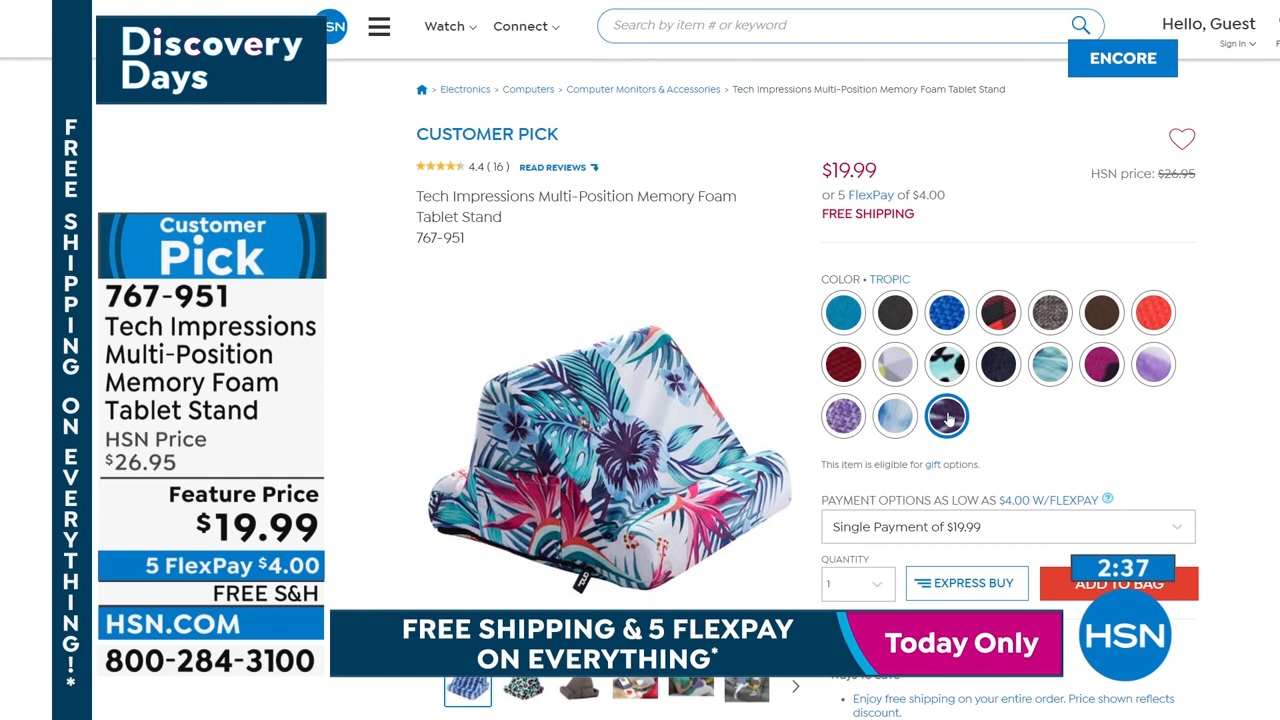 Discovery
Days
FREE SHIPPING ON EVERYTHING!*
Customer
Pick
767-951
Tech Impressions
Multi-Position
Memory Foam
Tablet Stand
HSN Price
$26.95
Feature Price
$19.99
5 FlexPay $4.00
FREE S&H
HSN.COM
800-284-3100
Watch
Connect
Search by item # or keyword
Hello, Guest
Sign In
ENCORE
> Electronics > Computers > Computer Monitors & Accessories > Tech Impressions Multi-Position Memory Foam Tablet Stand
CUSTOMER PICK
4.4 ( 16 ) READ REVIEWS
Tech Impressions Multi-Position Memory Foam
Tablet Stand
767-951
$19.99
HSN price: $26.95
or 5 FlexPay of $4.00
FREE SHIPPING
COLOR • TROPIC
This item is eligible for gift options.
PAYMENT OPTIONS AS LOW AS $4.00 W/FLEXPAY ?
Single Payment of $19.99
QUANTITY
1
EXPRESS BUY
2:37
ADD TO BAG
FREE SHIPPING & 5 FLEXPAY
ON EVERYTHING*
Today Only
HSN
• Enjoy free shipping on your entire order. Price shown reflects
discount.